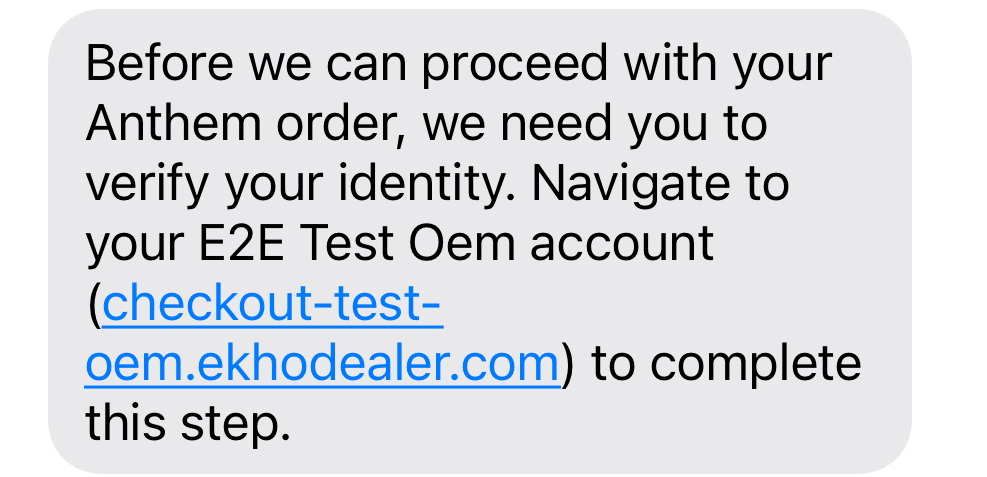 Before we can proceed with your
Anthem order, we need you to
verify your identity. Navigate to
your E2E Test Oem account
(checkout-test-
oem.ekhodealer.com) to complete
this step.